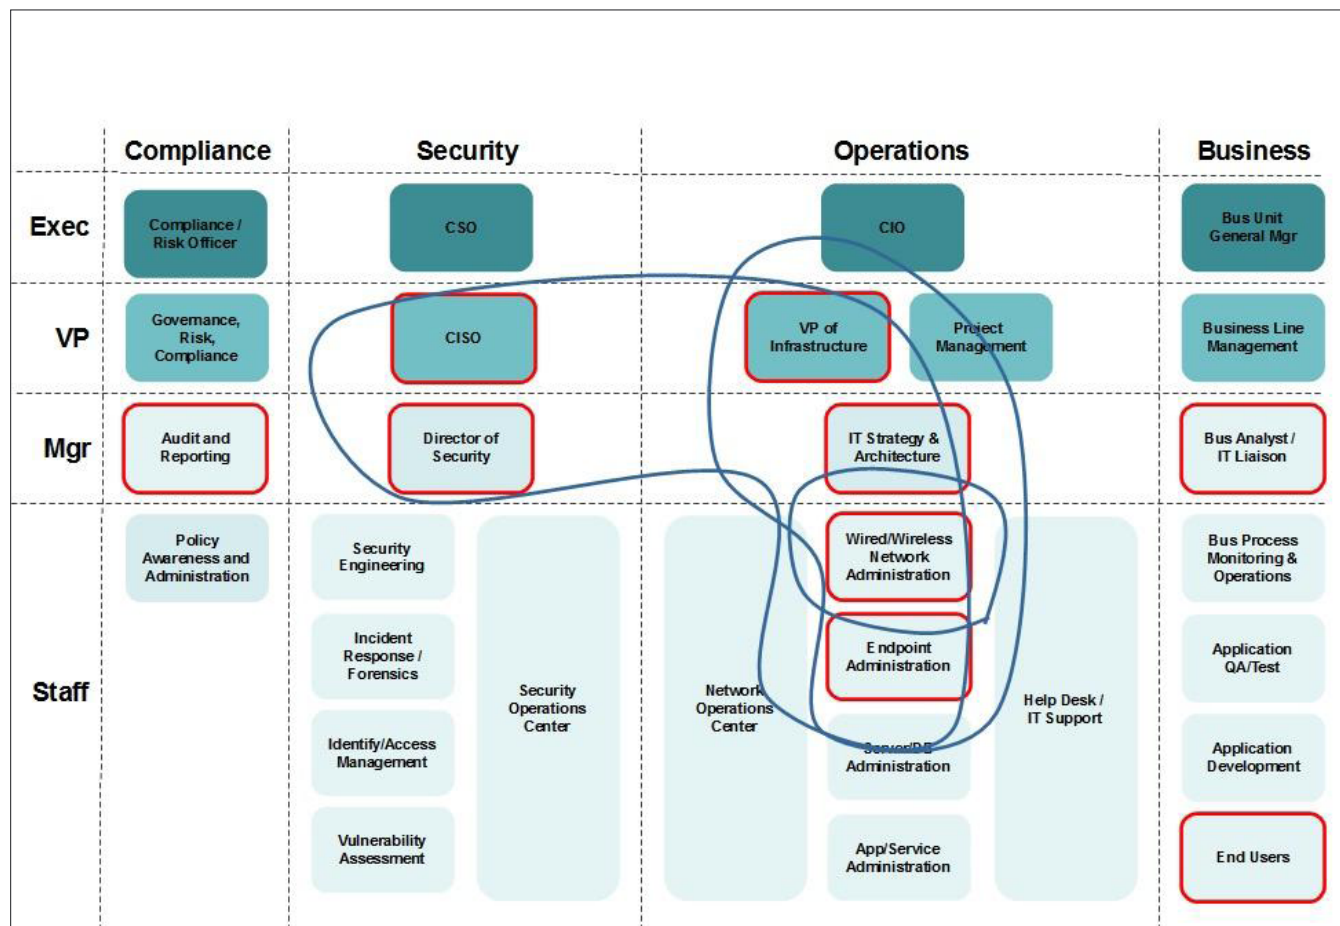 Compliance
Security
Operations
Business
Exec
Compliance /
Risk Officer
CSO
CIO
Bus Unit
General Mgr
VP
Governance,
Risk,
Compliance
CISO
VP of
Infrastructure
Project
Management
Business Line
Management
Mgr
Audit and
Reporting
Director of
Security
IT Strategy &
Architecture
Bus Analyst /
IT Liaison
Staff
Policy
Awareness and
Administration
Security
Engineering
Incident
Response /
Forensics
Identify/Access
Management
Vulnerability
Assessment
Security
Operations
Center
Network
Operations
Center
Wired/Wireless
Network
Administration
Endpoint
Administration
Server/DB
Administration
App/Service
Administration
Help Desk /
IT Support
Bus Process
Monitoring &
Operations
Application
QA/Test
Application
Development
End Users